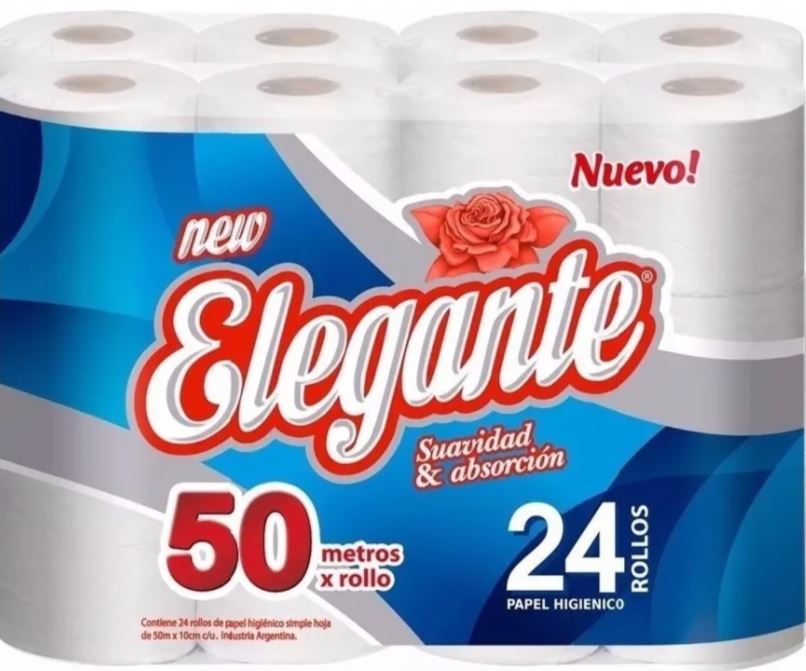 Nuevo!
new
Elegante®
Suavidad
& absorción
50 metros
x rollo
24 ROLLOS
PAPEL HIGIENICO
Contiene 24 rollos de papel higiénico simple hoja
de 50m x 10cm c/u. Industria Argentina.